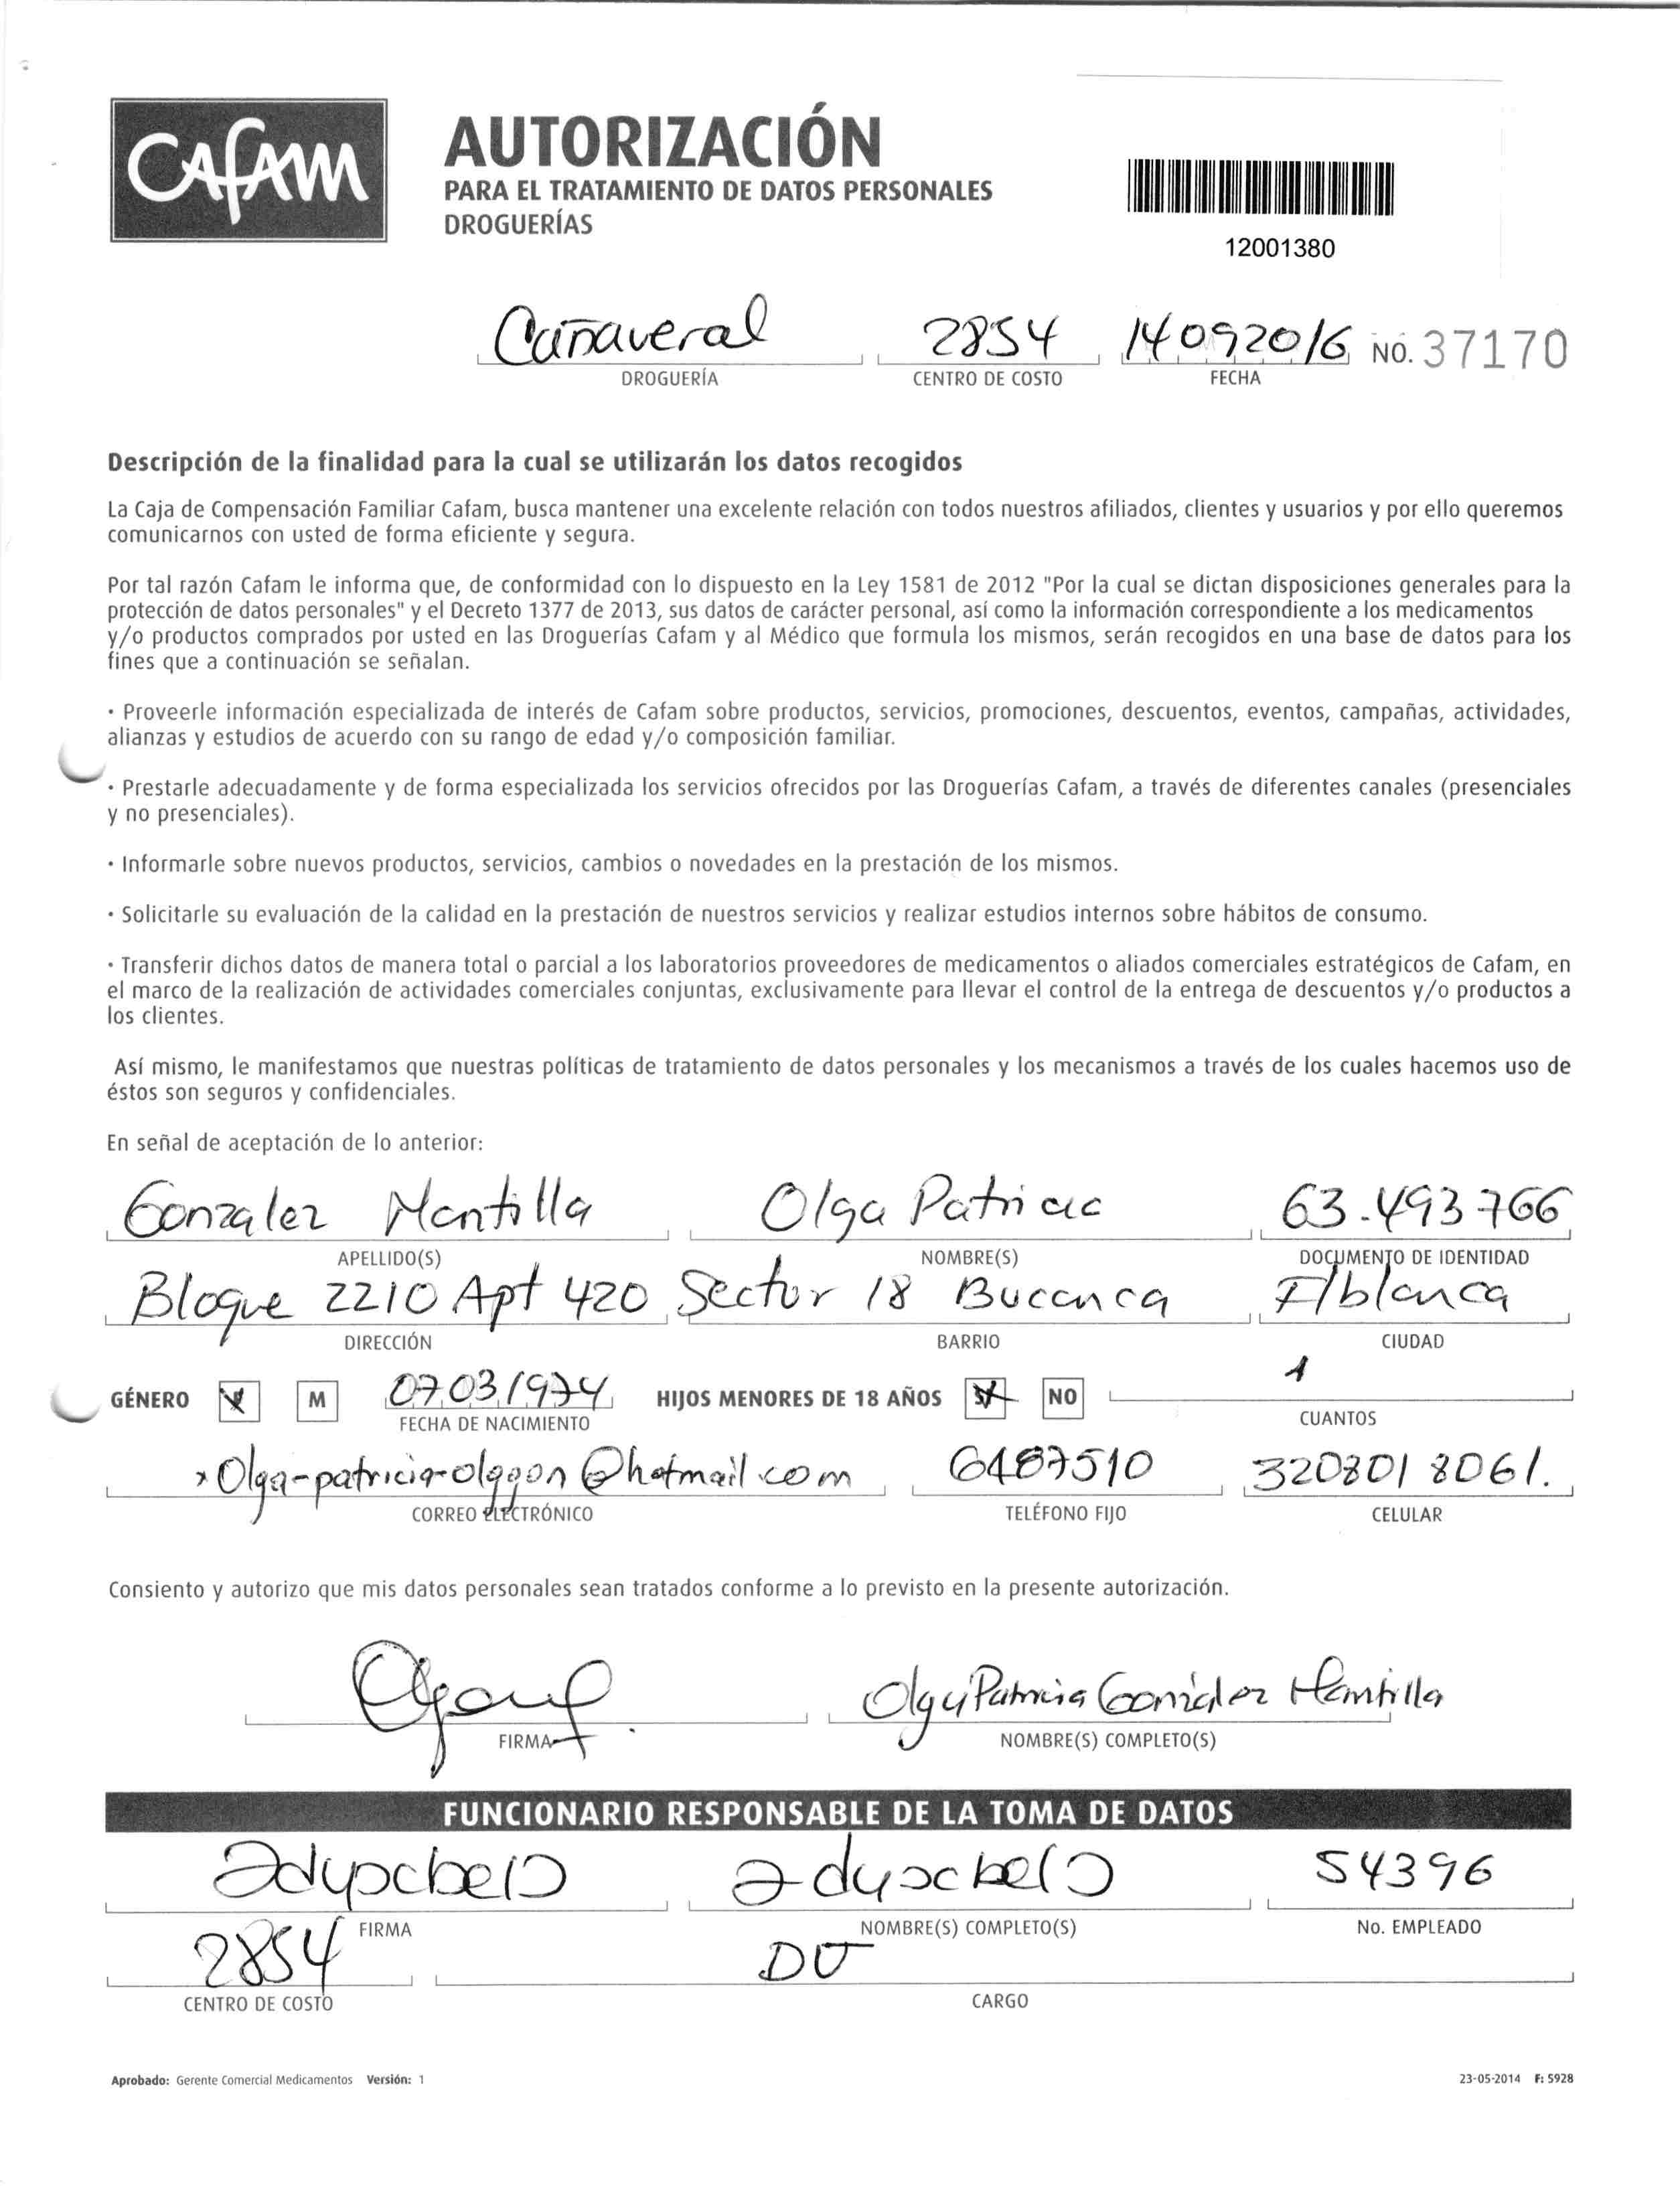 CAFAM
AUTORIZACIÓN
PARA EL TRATAMIENTO DE DATOS PERSONALES
DROGUERÍAS
12001380
Cañaveral 2854 14092016 NO. 37170
DROGUERÍA CENTRO DE COSTO FECHA
Descripción de la finalidad para la cual se utilizarán los datos recogidos
La Caja de Compensación Familiar Cafam, busca mantener una excelente relación con todos nuestros afiliados, clientes y usuarios y por ello queremos
comunicarnos con usted de forma eficiente y segura.
Por tal razón Cafam le informa que, de conformidad con lo dispuesto en la Ley 1581 de 2012 "Por la cual se dictan disposiciones generales para la
protección de datos personales" y el Decreto 1377 de 2013, sus datos de carácter personal, así como la información correspondiente a los medicamentos
y/o productos comprados por usted en las Droguerías Cafam y al Médico que formula los mismos, serán recogidos en una base de datos para los
fines que a continuación se señalan.
· Proveerle información especializada de interés de Cafam sobre productos, servicios, promociones, descuentos, eventos, campañas, actividades,
alianzas y estudios de acuerdo con su rango de edad y/o composición familiar.
· Prestarle adecuadamente y de forma especializada los servicios ofrecidos por las Droguerías Cafam, a través de diferentes canales (presenciales
y no presenciales).
· Informarle sobre nuevos productos, servicios, cambios o novedades en la prestación de los mismos.
· Solicitarle su evaluación de la calidad en la prestación de nuestros servicios y realizar estudios internos sobre hábitos de consumo.
· Transferir dichos datos de manera total o parcial a los laboratorios proveedores de medicamentos o aliados comerciales estratégicos de Cafam, en
el marco de la realización de actividades comerciales conjuntas, exclusivamente para llevar el control de la entrega de descuentos y/o productos a
los clientes.
Así mismo, le manifestamos que nuestras políticas de tratamiento de datos personales y los mecanismos a través de los cuales hacemos uso de
éstos son seguros y confidenciales.
En señal de aceptación de lo anterior:
Gonzalez Mantilla Olga Patricia 63.493766
APELLIDO(S) NOMBRE(S) DOCUMENTO DE IDENTIDAD
Bloque 2210 Apt 420 Sector 18 Bucanca F/blanca
DIRECCIÓN BARRIO CIUDAD
GÉNERO M 07031974 HIJOS MENORES DE 18 AÑOS SI NO 1
FECHA DE NACIMIENTO CUANTOS
Olga-patricia-olggon@hotmail.com 6487510 3208018061.
CORREO ELECTRÓNICO TELÉFONO FIJO CELULAR
Consiento y autorizo que mis datos personales sean tratados conforme a lo previsto en la presente autorización.
Olga Patricia Gonzalez Mantilla
FIRMA NOMBRE(S) COMPLETO(S)
FUNCIONARIO RESPONSABLE DE LA TOMA DE DATOS
54396
FIRMA NOMBRE(S) COMPLETO(S) No. EMPLEADO
2854 DU
CENTRO DE COSTO CARGO
Aprobado: Gerente Comercial Medicamentos Versión: 1 23-05-2014 F: 5928